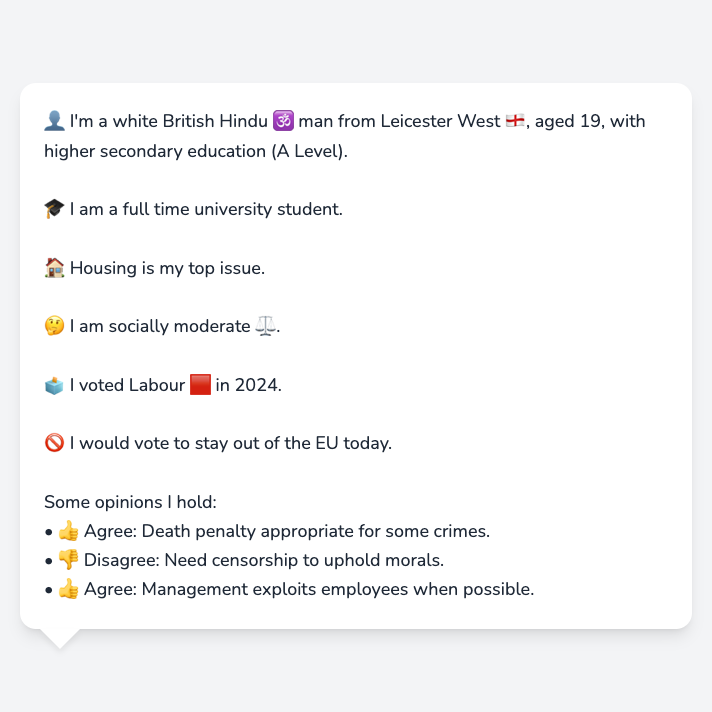 👤 I'm a white British Hindu 🕉️ man from Leicester West 🏴󠁧󠁢󠁥󠁮󠁧󠁿, aged 19, with
higher secondary education (A Level).
🎓 I am a full time university student.
🏠 Housing is my top issue.
🤔 I am socially moderate ⚖️.
🗳️ I voted Labour 🟥 in 2024.
🚫 I would vote to stay out of the EU today.
Some opinions I hold:
• 👍 Agree: Death penalty appropriate for some crimes.
• 👎 Disagree: Need censorship to uphold morals.
• 👍 Agree: Management exploits employees when possible.